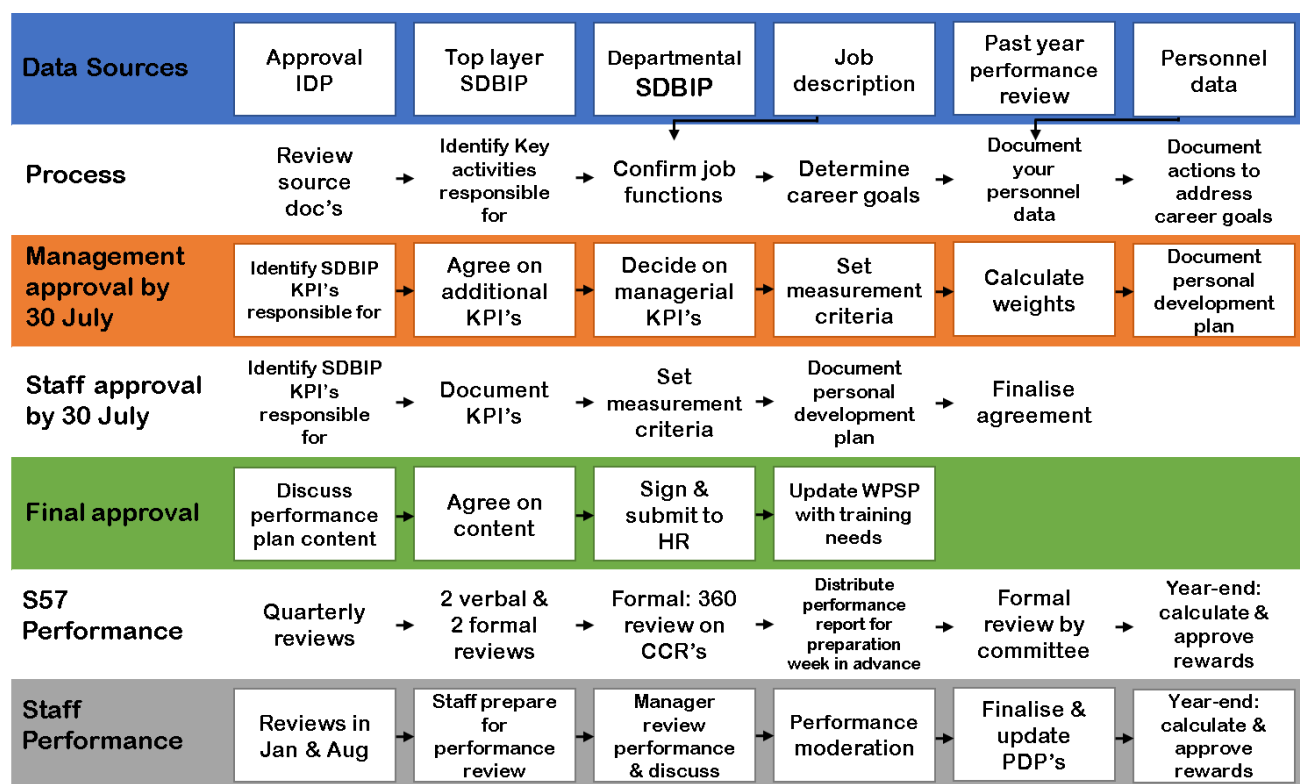 Data Sources
Approval
IDP
Top layer
SDBIP
Departmental
SDBIP
Job
description
Past year
performance
review
Personnel
data
Process
Review
source
doc's
Identify Key
activities
responsible
for
Confirm job
functions
Determine
career goals
Document
your
personnel
data
Document
actions to
address
career goals
Management
approval by
30 July
Identify SDBIP
KPI's
responsible for
Agree on
additional
KPI's
Decide on
managerial
KPI's
Set
measurement
criteria
Calculate
weights
Document
personal
development
plan
Staff approval
by 30 July
Identify SDBIP
KPI's
responsible
for
Document
KPI's
Set
measurement
criteria
Document
personal
development
plan
Finalise
agreement
Final approval
Discuss
performance
plan content
Agree on
content
Sign &
submit to
HR
Update WPSP
with training
needs
S57
Performance
Quarterly
reviews
2 verbal &
2 formal
reviews
Formal: 360
review on
CCR's
Distribute
performance
report for
preparation
week in advance
Formal
review by
committee
Year-end:
calculate &
approve
rewards
Staff
Performance
Reviews in
Jan & Aug
Staff prepare
for
performance
review
Manager
review
performance
& discuss
Performance
moderation
Finalise &
update
PDP's
Year-end:
calculate &
approve
rewards